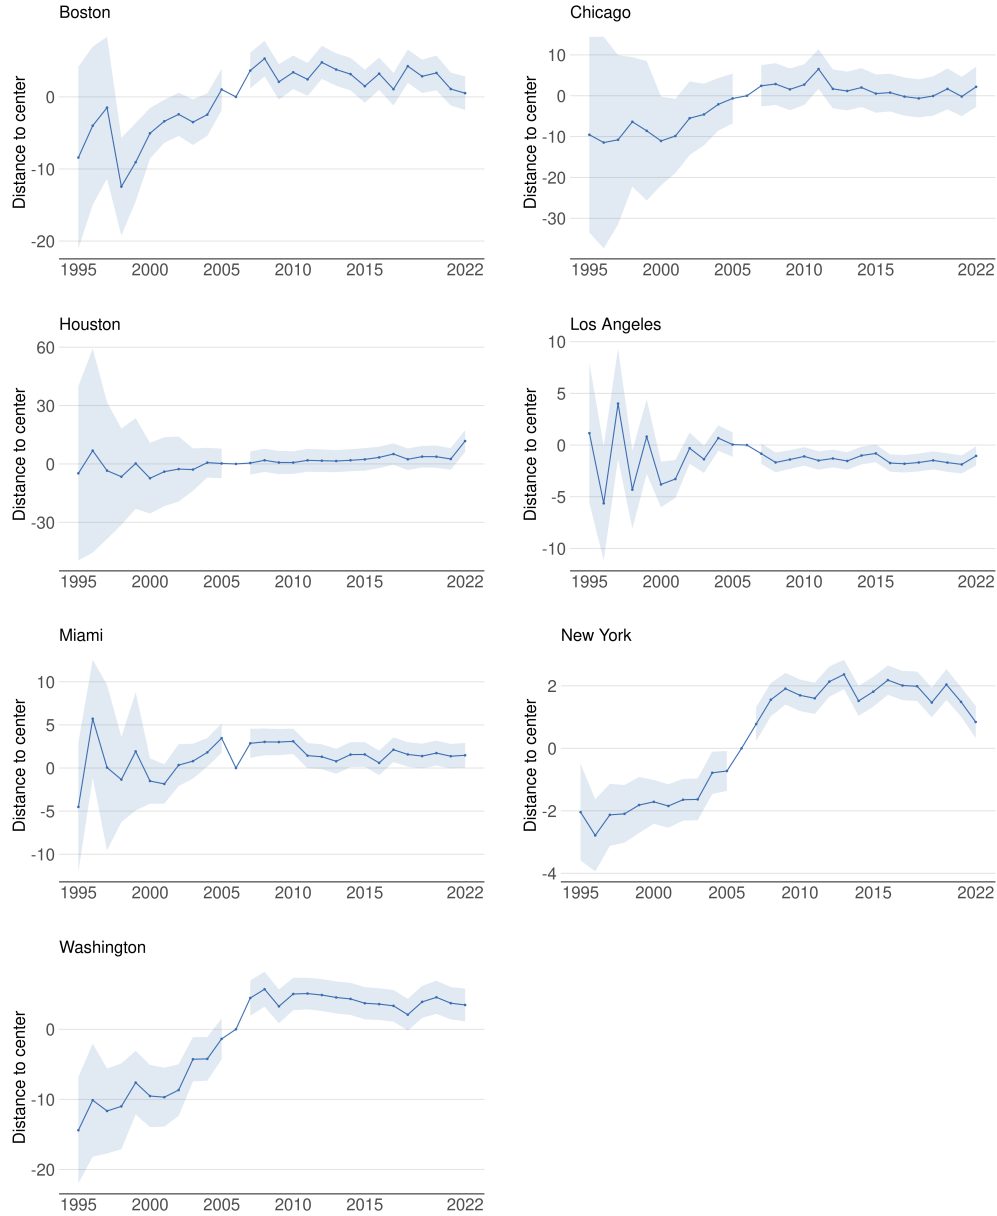 Boston
Distance to center
0
-10
-20
1995 2000 2005 2010 2015 2022
Chicago
Distance to center
10
0
-10
-20
-30
1995 2000 2005 2010 2015 2022
Houston
Distance to center
60
30
0
-30
1995 2000 2005 2010 2015 2022
Los Angeles
Distance to center
10
5
0
-5
-10
1995 2000 2005 2010 2015 2022
Miami
Distance to center
10
5
0
-5
-10
1995 2000 2005 2010 2015 2022
New York
Distance to center
2
0
-2
-4
1995 2000 2005 2010 2015 2022
Washington
Distance to center
0
-10
-20
1995 2000 2005 2010 2015 2022